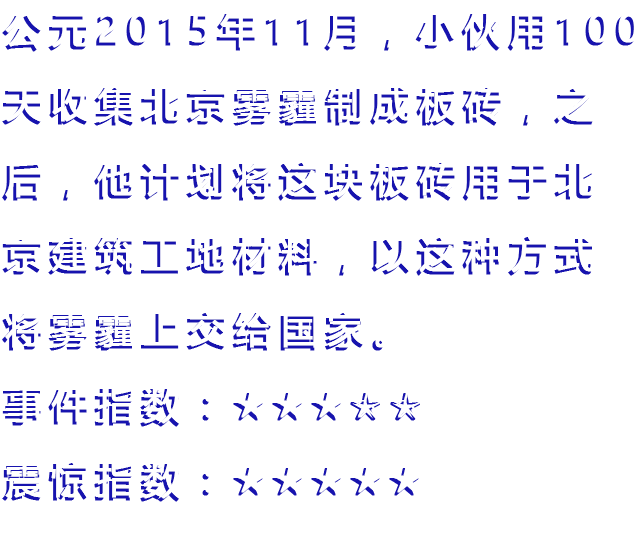 公元2015年11月，小伙用100
天收集北京雾霾制成板砖，之
后，他计划将这块板砖用于北
京建筑工地材料，以这种方式
将雾霾上交给国家。
事件指数：☆☆☆★★
震惊指数：☆☆☆☆☆